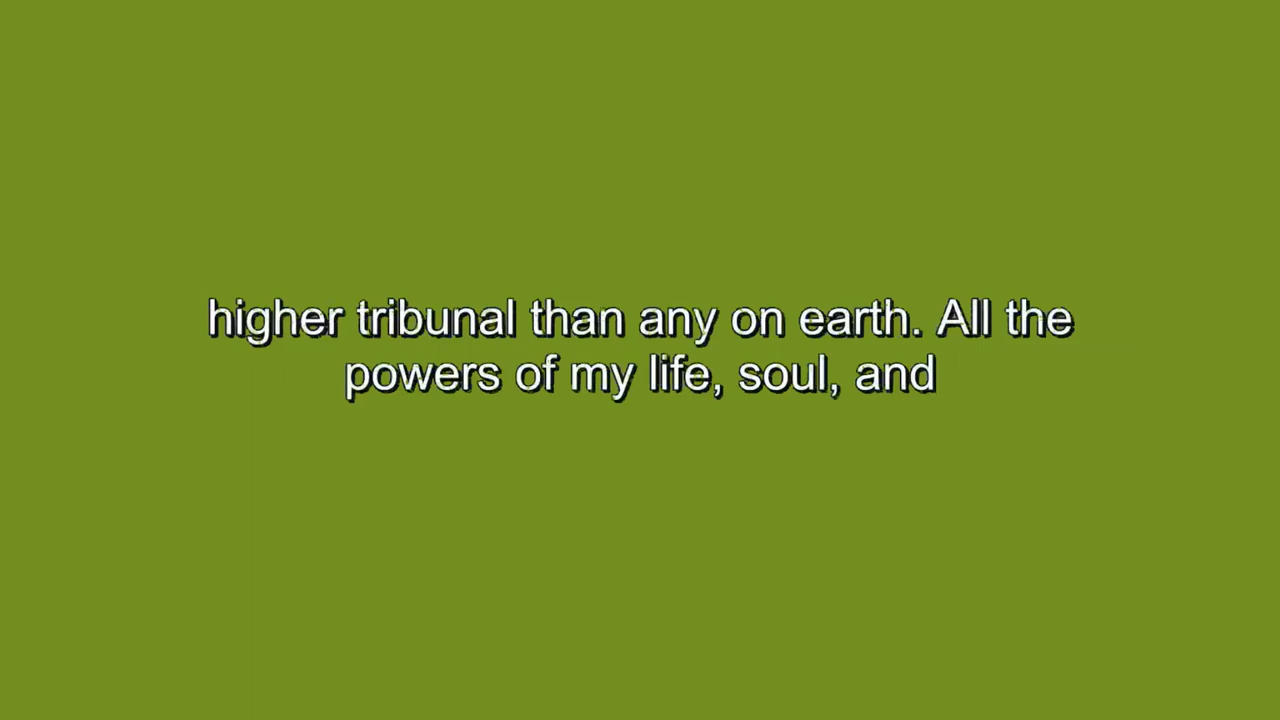 higher tribunal than any on earth. All the
powers of my life, soul, and